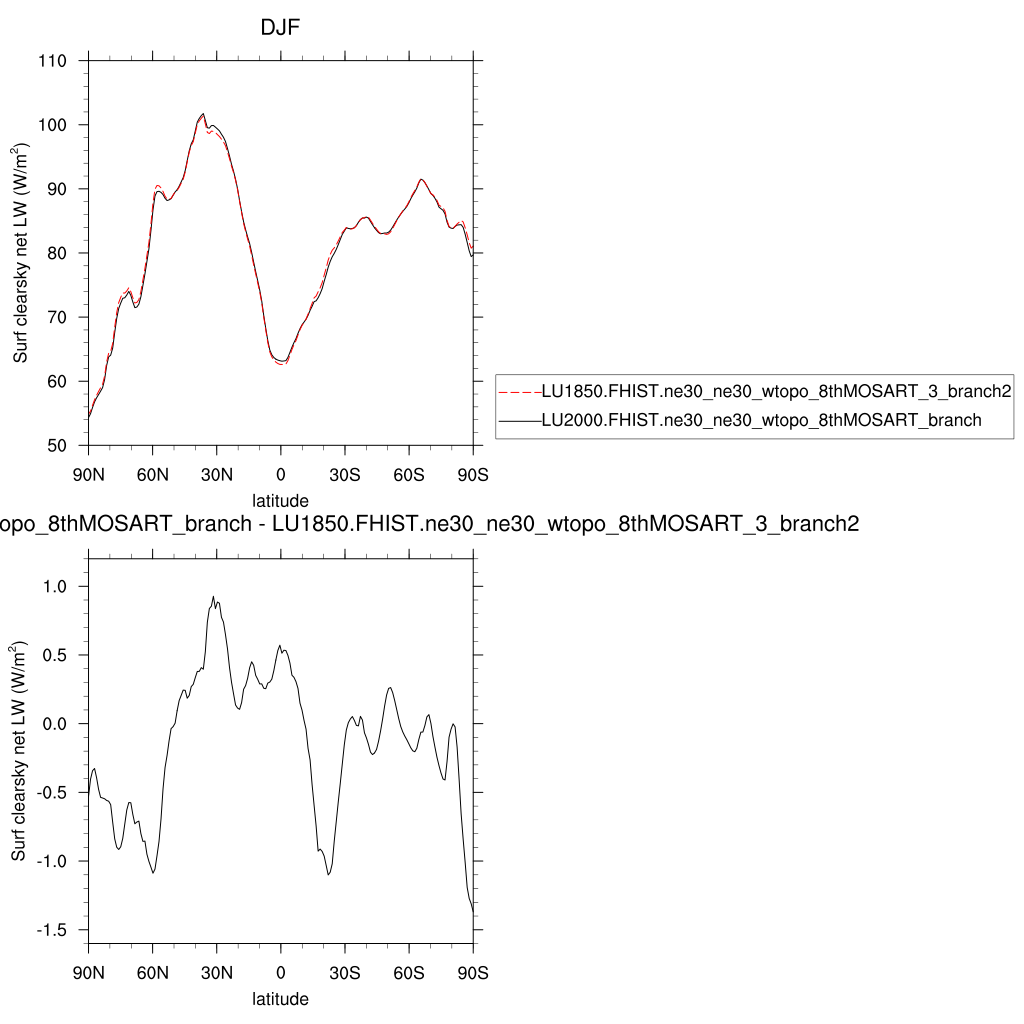 DJF
110
100
90
80
70
60
50
Surf clearsky net LW (W/m²)
90N 60N 30N 0 30S 60S 90S
latitude
LU1850.FHIST.ne30_ne30_wtopo_8thMOSART_3_branch2
LU2000.FHIST.ne30_ne30_wtopo_8thMOSART_branch
opo_8thMOSART_branch - LU1850.FHIST.ne30_ne30_wtopo_8thMOSART_3_branch2
1.0
0.5
0.0
-0.5
-1.0
-1.5
Surf clearsky net LW (W/m²)
90N 60N 30N 0 30S 60S 90S
latitude